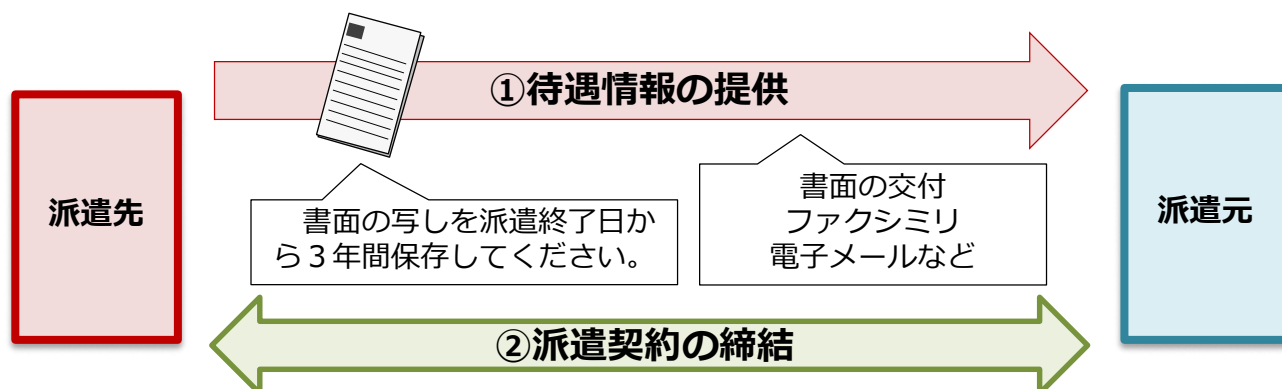 ①待遇情報の提供
派遣先
書面の写しを派遣終了日か
ら３年間保存してください。
書面の交付
ファクシミリ
電子メールなど
派遣元
②派遣契約の締結